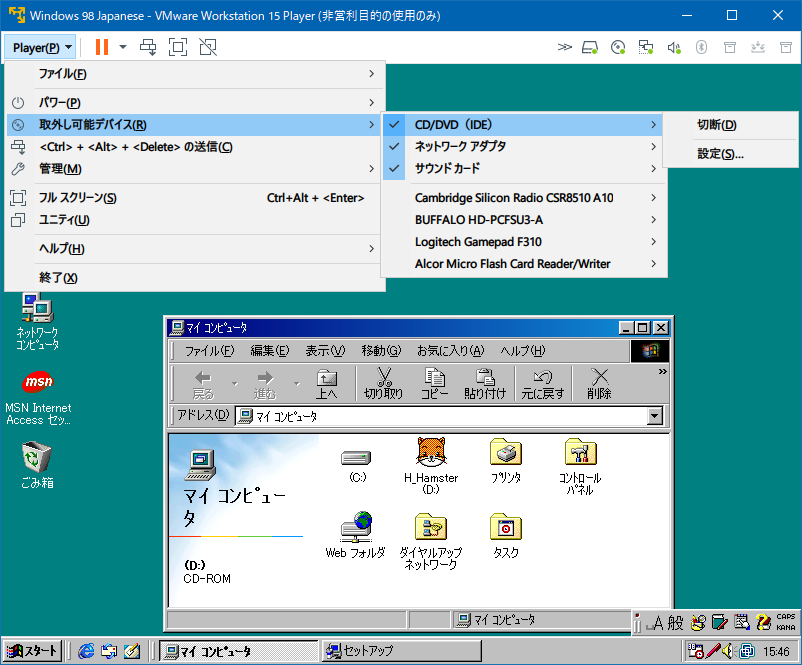 Windows 98 Japanese - VMware Workstation 15 Player (非営利目的の使用のみ)
Player(P)
ファイル(F)
パワー(P)
取外し可能デバイス(R)
<Ctrl> + <Alt> + <Delete> の送信(C)
管理(M)
フル スクリーン(S) Ctrl+Alt + <Enter>
ユニティ(U)
ヘルプ(H)
終了(X)
CD/DVD（IDE）
ネットワーク アダプタ
サウンド カード
Cambridge Silicon Radio CSR8510 A10
BUFFALO HD-PCFSU3-A
Logitech Gamepad F310
Alcor Micro Flash Card Reader/Writer
切断(D)
設定(S)...
ネットワーク
コンピュータ
msn
MSN Internet
Access セッ...
ごみ箱
マイ コンピュータ
ファイル(F) 編集(E) 表示(V) 移動(G) お気に入り(A) ヘルプ(H)
戻る 進む 上へ 切り取り コピー 貼り付け 元に戻す 削除
アドレス(D) マイ コンピュータ
マイ コンピュー
タ
(D:)
CD-ROM
(C:)
H_Hamster
(D:)
プリンタ
コントロール
パネル
Web フォルダ
ダイヤルアップ
ネットワーク
タスク
マイ コンピュータ
A 般
CAPS
KANA
スタート
マイ コンピュータ
セットアップ
15:46